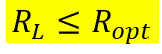 R_L ≤ R_opt